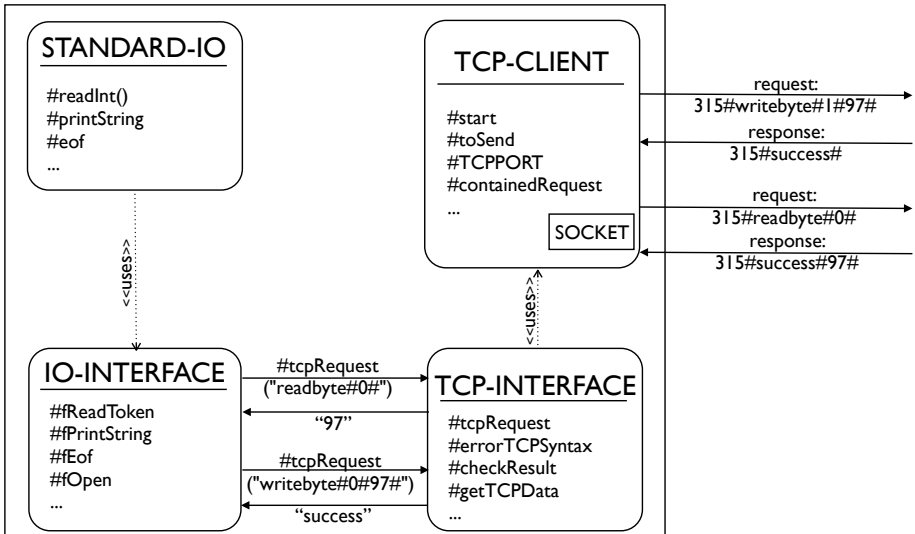 STANDARD-IO
#readInt()
#printString
#eof
...
TCP-CLIENT
#start
#toSend
#TCPPORT
#containedRequest
...
SOCKET
request:
315#writebyte#1#97#
response:
315#success#
request:
315#readbyte#0#
response:
315#success#97#
<<uses>>
<<uses>>
IO-INTERFACE
#fReadToken
#fPrintString
#fEof
#fOpen
...
#tcpRequest
("readbyte#0#")
“97”
#tcpRequest
("writebyte#0#97#")
“success”
TCP-INTERFACE
#tcpRequest
#errorTCPSyntax
#checkResult
#getTCPData
...